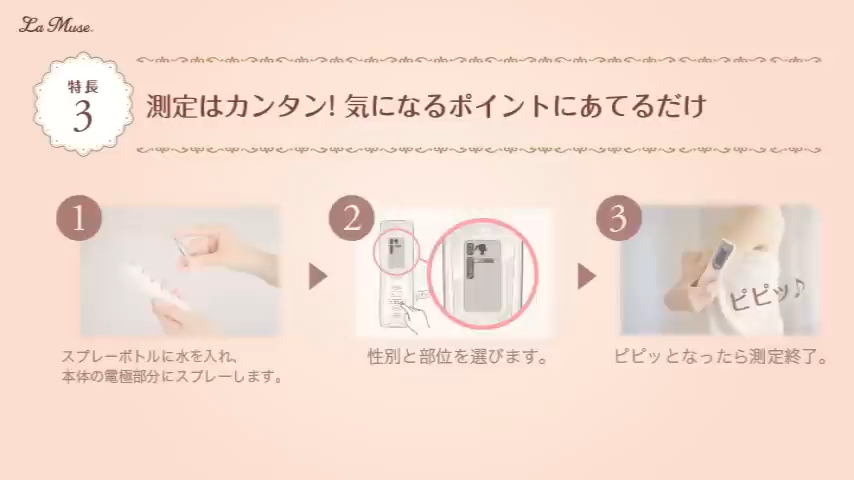 La Muse
特長
3
測定はカンタン! 気になるポイントにあてるだけ
1
2
3
ピピッ♪
スプレーボトルに水を入れ、
本体の電極部分にスプレーします。
性別と部位を選びます。
ピピッとなったら測定終了。